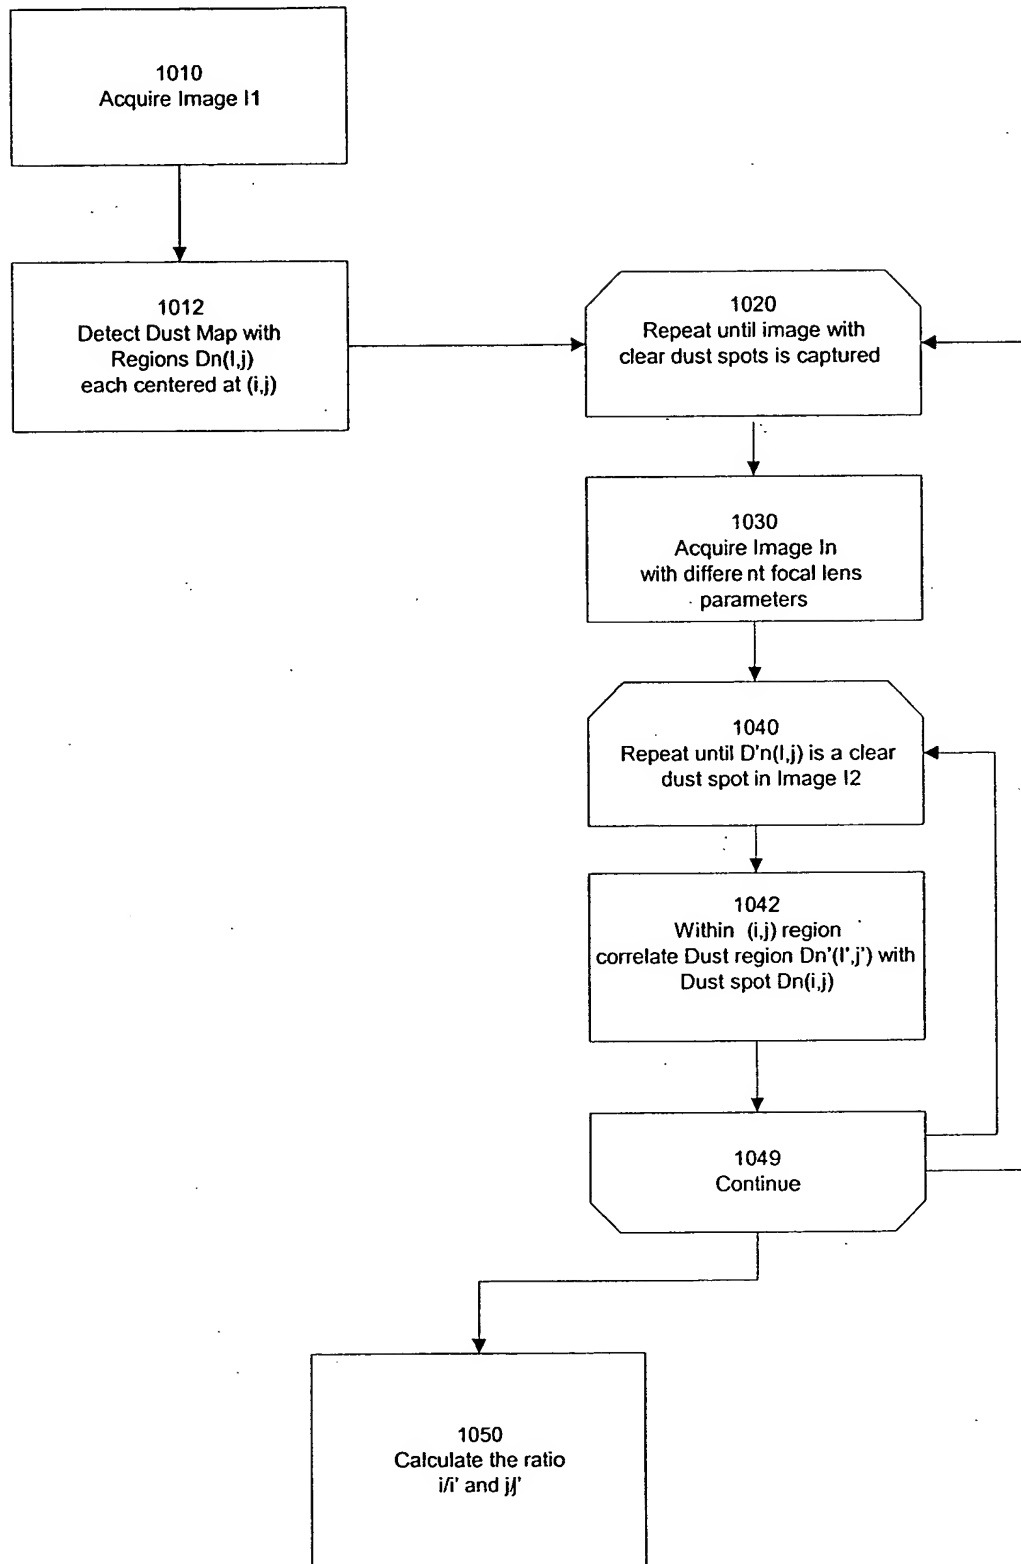 1010
Acquire Image I1
1012
Detect Dust Map with
Regions Dn(I,j)
each centered at (i,j)
1020
Repeat until image with
clear dust spots is captured
1030
Acquire Image In
with different focal lens
parameters
1040
Repeat until D'n(I,j) is a clear
dust spot in Image I2
1042
Within (i,j) region
correlate Dust region Dn'(I',j') with
Dust spot Dn(i,j)
1049
Continue
1050
Calculate the ratio
i/i' and j/j'